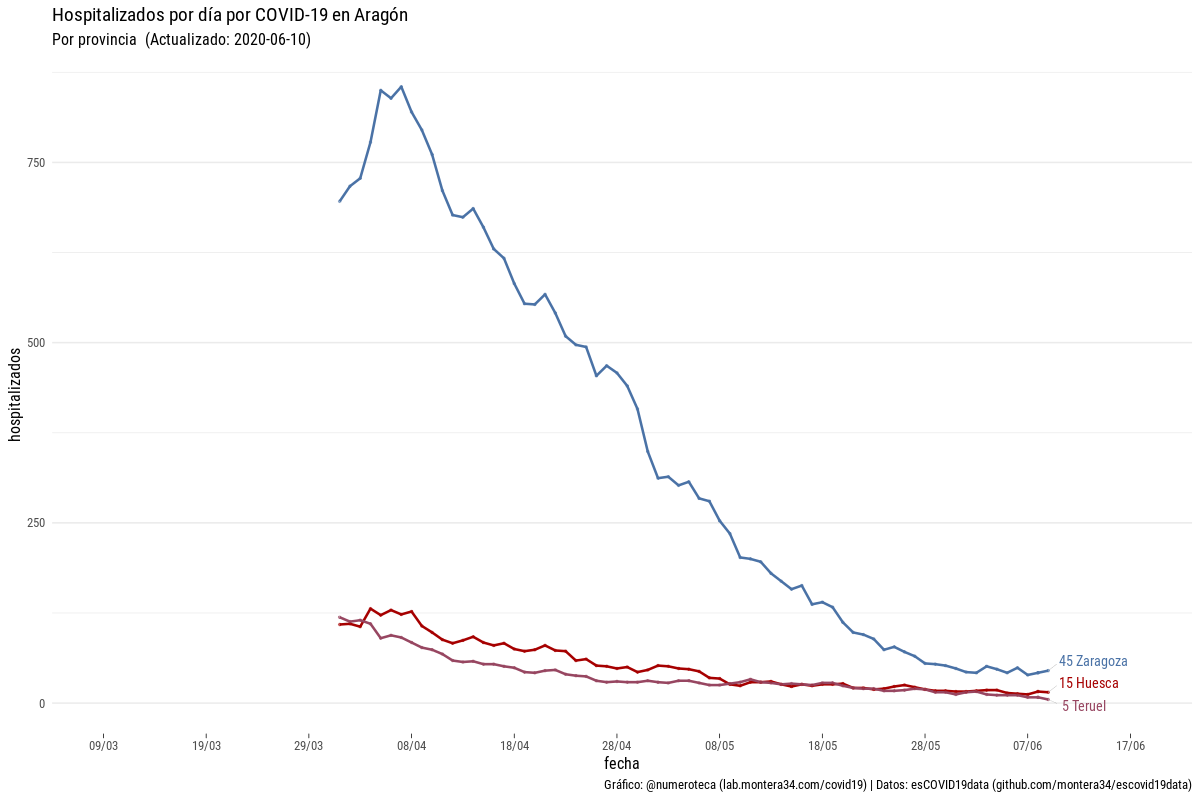 Hospitalizados por día por COVID-19 en Aragón
Por provincia (Actualizado: 2020-06-10)
hospitalizados
750
500
250
0
45 Zaragoza
15 Huesca
5 Teruel
09/03
19/03
29/03
08/04
18/04
28/04
08/05
18/05
28/05
07/06
17/06
fecha
Gráfico: @numeroteca (lab.montera34.com/covid19) | Datos: esCOVID19data (github.com/montera34/escovid19data)